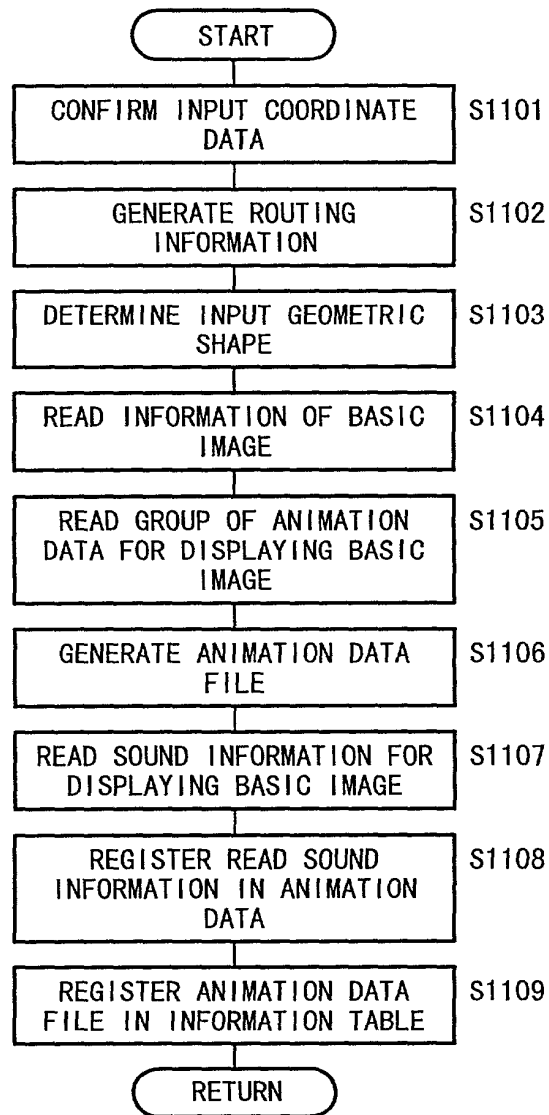 START
CONFIRM INPUT COORDINATE S1101
DATA
GENERATE ROUTING S1102
INFORMATION
DETERMINE INPUT GEOMETRIC S1103
SHAPE
READ INFORMATION OF BASIC S1104
IMAGE
READ GROUP OF ANIMATION S1105
DATA FOR DISPLAYING BASIC
IMAGE
GENERATE ANIMATION DATA S1106
FILE
READ SOUND INFORMATION FOR S1107
DISPLAYING BASIC IMAGE
REGISTER READ SOUND S1108
INFORMATION IN ANIMATION
DATA
REGISTER ANIMATION DATA S1109
FILE IN INFORMATION TABLE
RETURN